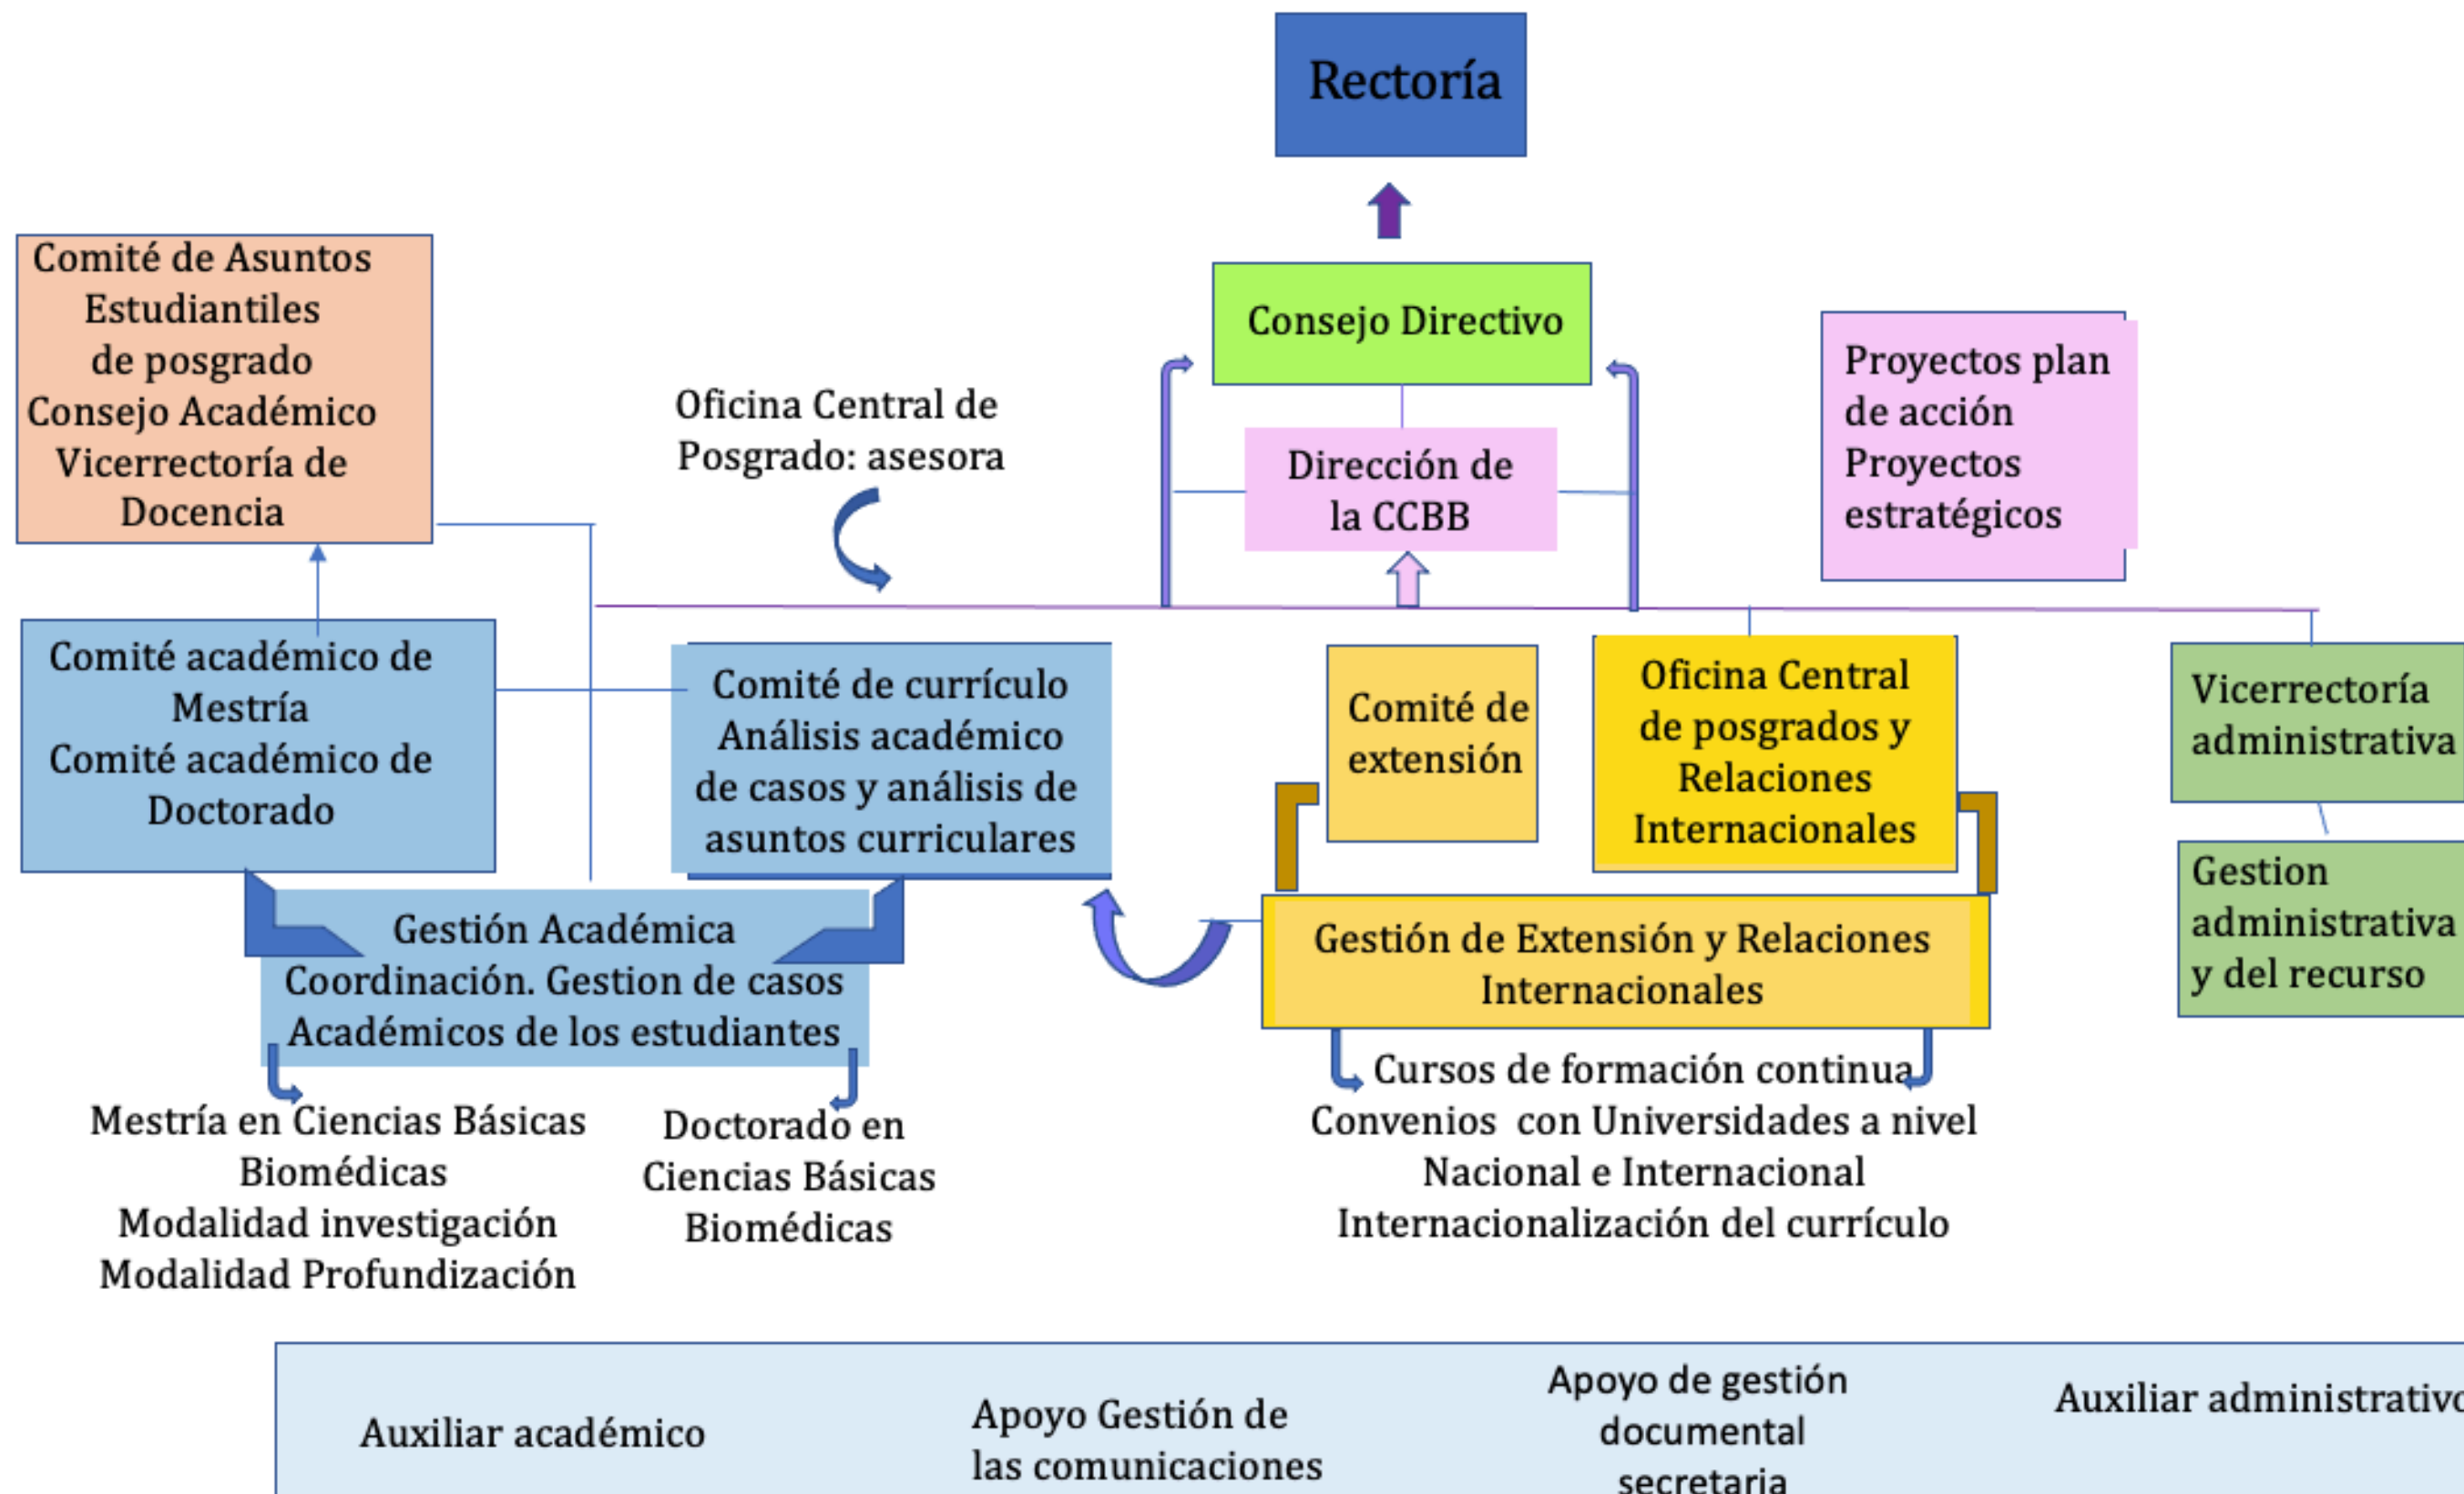 Rectoría
Comité de Asuntos
Estudiantiles
de posgrado
Consejo Académico
Vicerrectoría de
Docencia
Consejo Directivo
Oficina Central de
Posgrado: asesora
Dirección de
la CCBB
Proyectos plan
de acción
Proyectos
estratégicos
Comité académico de
Mestría
Comité académico de
Doctorado
Comité de currículo
Análisis académico
de casos y análisis de
asuntos curriculares
Comité de
extensión
Oficina Central
de posgrados y
Relaciones
Internacionales
Vicerrectoría
administrativa
Gestion
administrativa
y del recurso
Gestión Académica
Coordinación. Gestion de casos
Académicos de los estudiantes
Gestión de Extensión y Relaciones
Internacionales
Mestría en Ciencias Básicas
Biomédicas
Modalidad investigación
Modalidad Profundización
Doctorado en
Ciencias Básicas
Biomédicas
Cursos de formación continua
Convenios  con Universidades a nivel
Nacional e Internacional
Internacionalización del currículo
Auxiliar académico
Apoyo Gestión de
las comunicaciones
Apoyo de gestión
documental
secretaria
Auxiliar administrativo